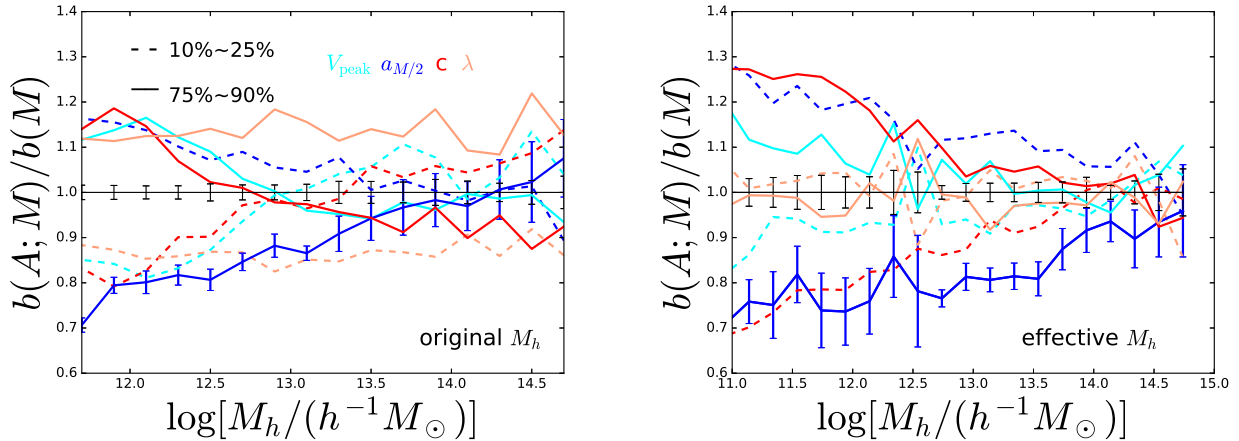 b(A; M)/b(M)
1.4
1.3
1.2
1.1
1.0
0.9
0.8
0.7
0.6
10%~25%
75%~90%
V_peak a_{M/2} c λ
original M_h
12.0 12.5 13.0 13.5 14.0 14.5
log[M_h/(h^{-1}M_⊙)]
b(A; M)/b(M)
1.4
1.3
1.2
1.1
1.0
0.9
0.8
0.7
0.6
effective M_h
11.0 11.5 12.0 12.5 13.0 13.5 14.0 14.5 15.0
log[M_h/(h^{-1}M_⊙)]